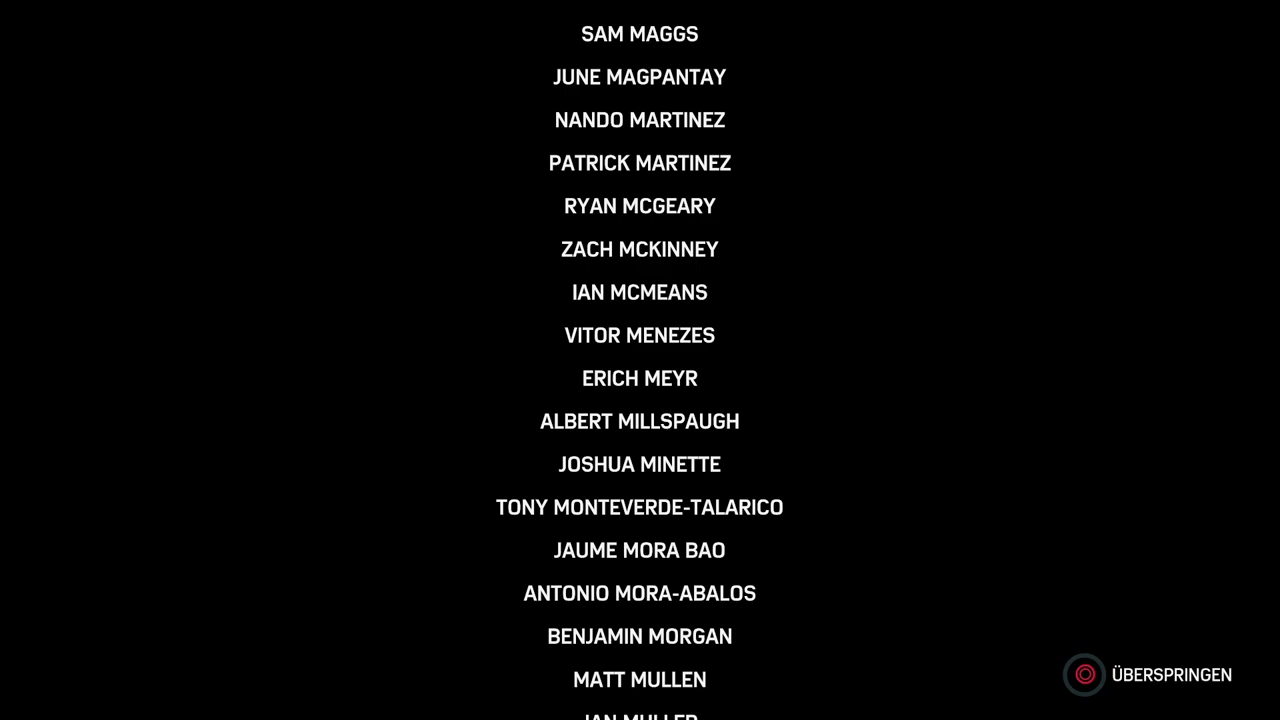 SAM MAGGS
JUNE MAGPANTAY
NANDO MARTINEZ
PATRICK MARTINEZ
RYAN MCGEARY
ZACH MCKINNEY
IAN MCMEANS
VITOR MENEZES
ERICH MEYR
ALBERT MILLSPAUGH
JOSHUA MINETTE
TONY MONTEVERDE-TALARICO
JAUME MORA BAO
ANTONIO MORA-ABALOS
BENJAMIN MORGAN
ÜBERSPRINGEN
MATT MULLEN